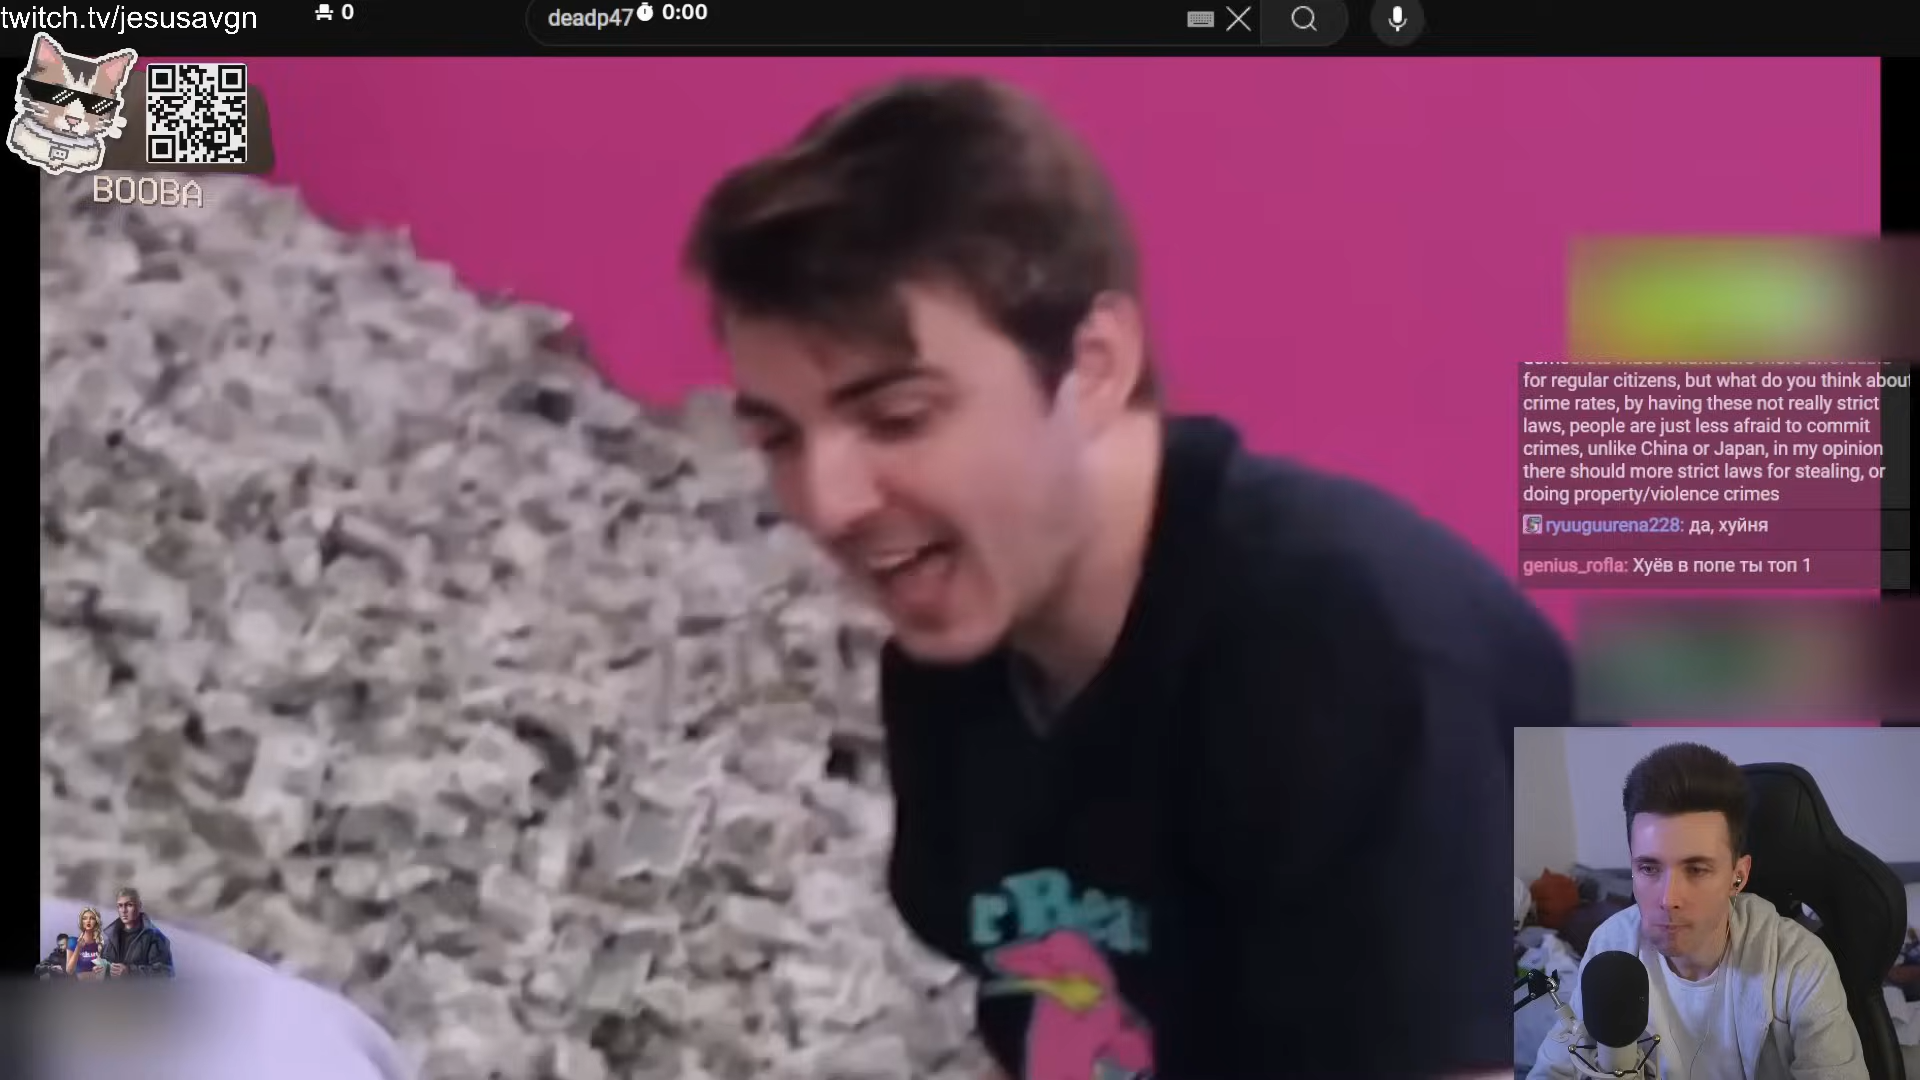 twitch.tv/jesusavgn
0
deadp47
0:00
BOOBA
for regular citizens, but what do you think about
crime rates, by having these not really strict
laws, people are just less afraid to commit
crimes, unlike China or Japan, in my opinion
there should more strict laws for stealing, or
doing property/violence crimes
ryuuguurena228: да, хуйня
genius_rofla: Хуёв в попе ты топ 1
r Bea